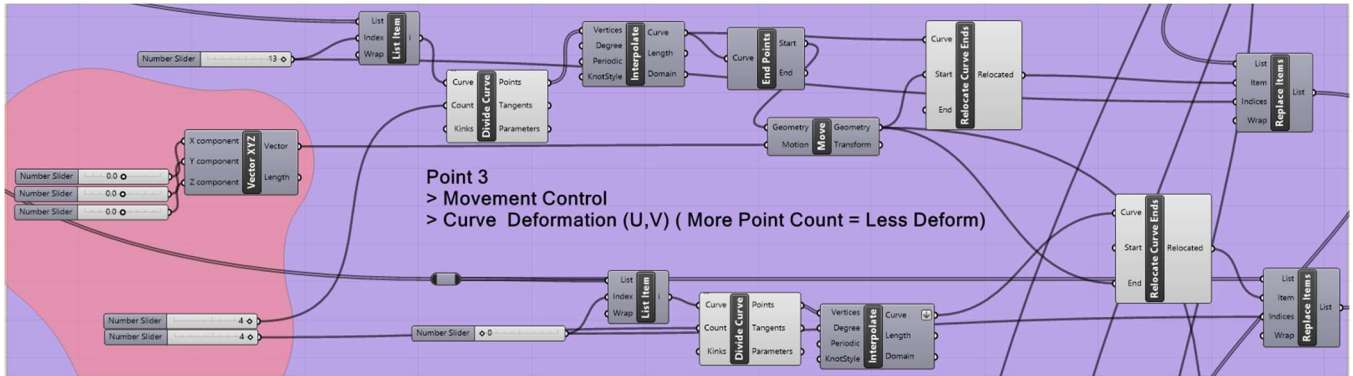 List
Index
Wrap
List Item
i
Number Slider
13
Curve
Count
Kinks
Divide Curve
Points
Tangents
Parameters
Vertices
Degree
Periodic
KnotStyle
Interpolate
Curve
Length
Domain
Curve
End Points
Start
End
Curve
Start
End
Relocate Curve Ends
Relocated
List
Item
Indices
Wrap
Replace Items
List
Geometry
Motion
Move
Geometry
Transform
X component
Y component
Z component
Vector XYZ
Vector
Length
Number Slider
0.0
Number Slider
0.0
Number Slider
0.0
Point 3
> Movement Control
> Curve Deformation (U,V) ( More Point Count = Less Deform)
Curve
Start
End
Relocate Curve Ends
Relocated
List
Index
Wrap
List Item
i
Number Slider
4
Number Slider
4
Number Slider
0
Curve
Count
Kinks
Divide Curve
Points
Tangents
Parameters
Vertices
Degree
Periodic
KnotStyle
Interpolate
Curve
Length
Domain
List
Item
Indices
Wrap
Replace Items
List